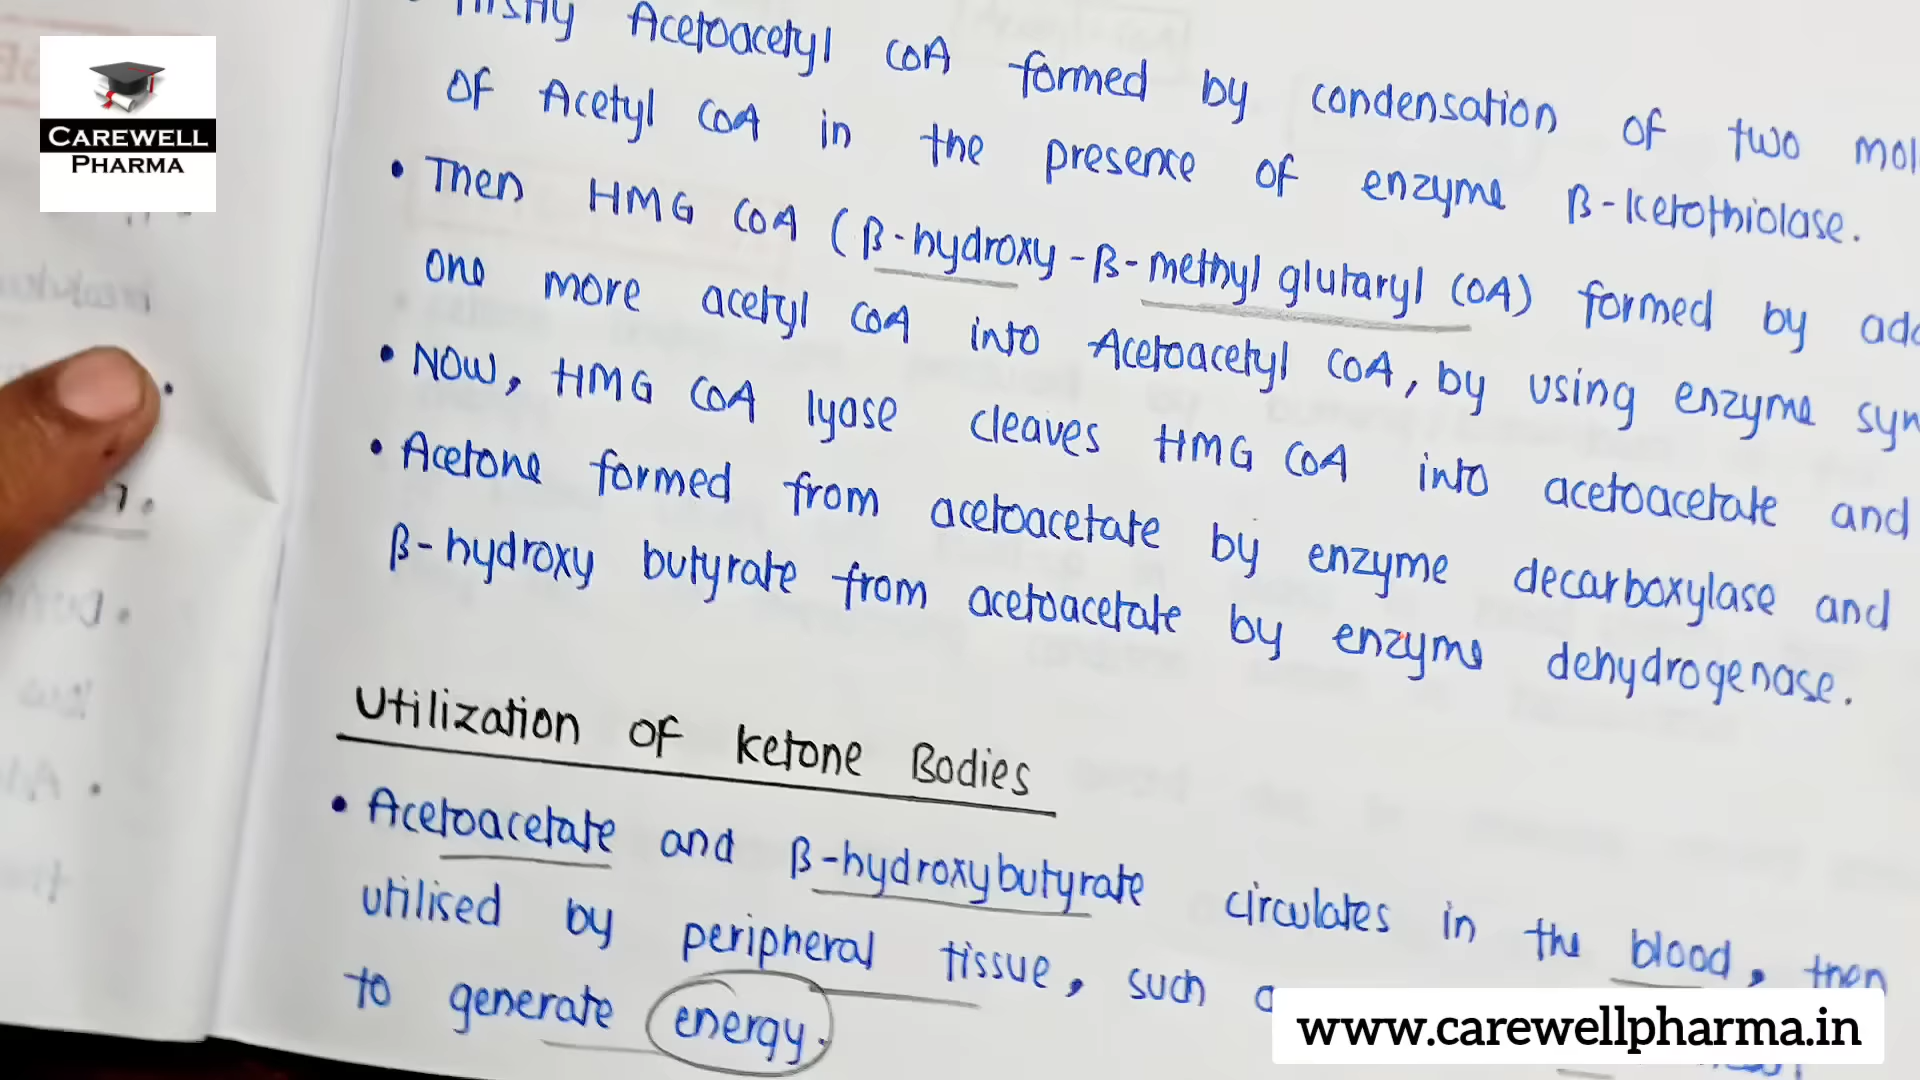 CAREWELL
PHARMA
Acetoacetyl CoA formed by condensation of two
of Acetyl CoA in the presence of enzyme β-Ketothiolase.
• Then HMG CoA (β-hydroxy-β-methyl glutaryl CoA) formed by
one more acetyl CoA into Acetoacetyl CoA, by using enzyme
• NOW, HMG CoA lyase cleaves HMG CoA into acetoacetate and
• Acetone formed from acetoacetate by enzyme decarboxylase and
β-hydroxy butyrate from acetoacetate by enzyme dehydrogenase.
Utilization of Ketone Bodies
• Acetoacetate and β-hydroxybutyrate circulates in the blood, then
utilised by peripheral tissue, such
to generate energy.
www.carewellpharma.in